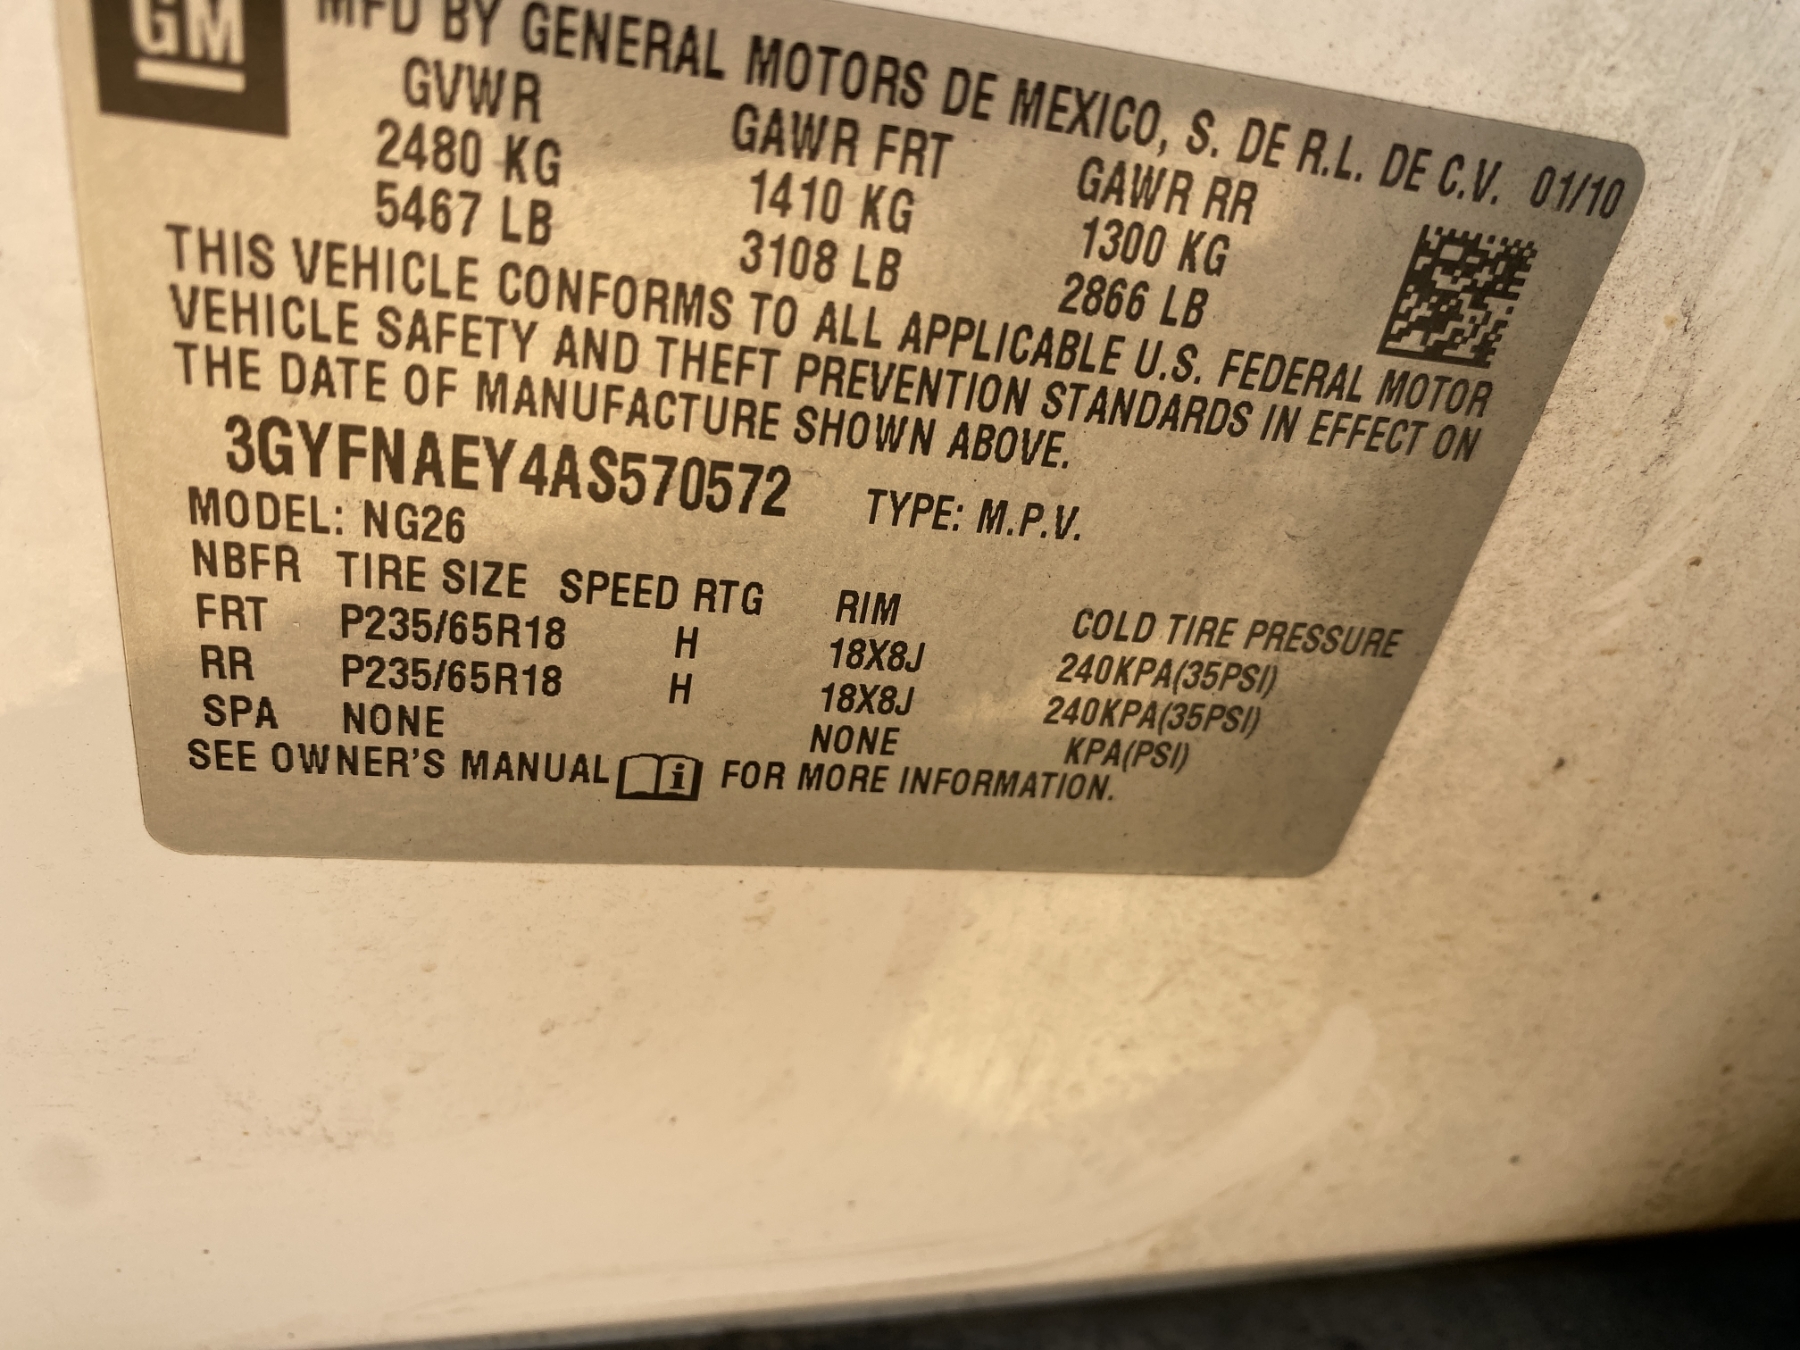 GM
MFD BY GENERAL MOTORS DE MEXICO, S. DE R.L. DE C.V. 01/10
GVWR GAWR FRT GAWR RR
2480 KG 1410 KG 1300 KG
5467 LB 3108 LB 2866 LB
THIS VEHICLE CONFORMS TO ALL APPLICABLE U.S. FEDERAL MOTOR
VEHICLE SAFETY AND THEFT PREVENTION STANDARDS IN EFFECT ON
THE DATE OF MANUFACTURE SHOWN ABOVE.
3GYFNAEY4AS570572 TYPE: M.P.V.
MODEL: NG26
NBFR TIRE SIZE SPEED RTG RIM COLD TIRE PRESSURE
FRT P235/65R18 H 18X8J 240KPA(35PSI)
RR P235/65R18 H 18X8J 240KPA(35PSI)
SPA NONE NONE KPA(PSI)
SEE OWNER'S MANUAL i FOR MORE INFORMATION.